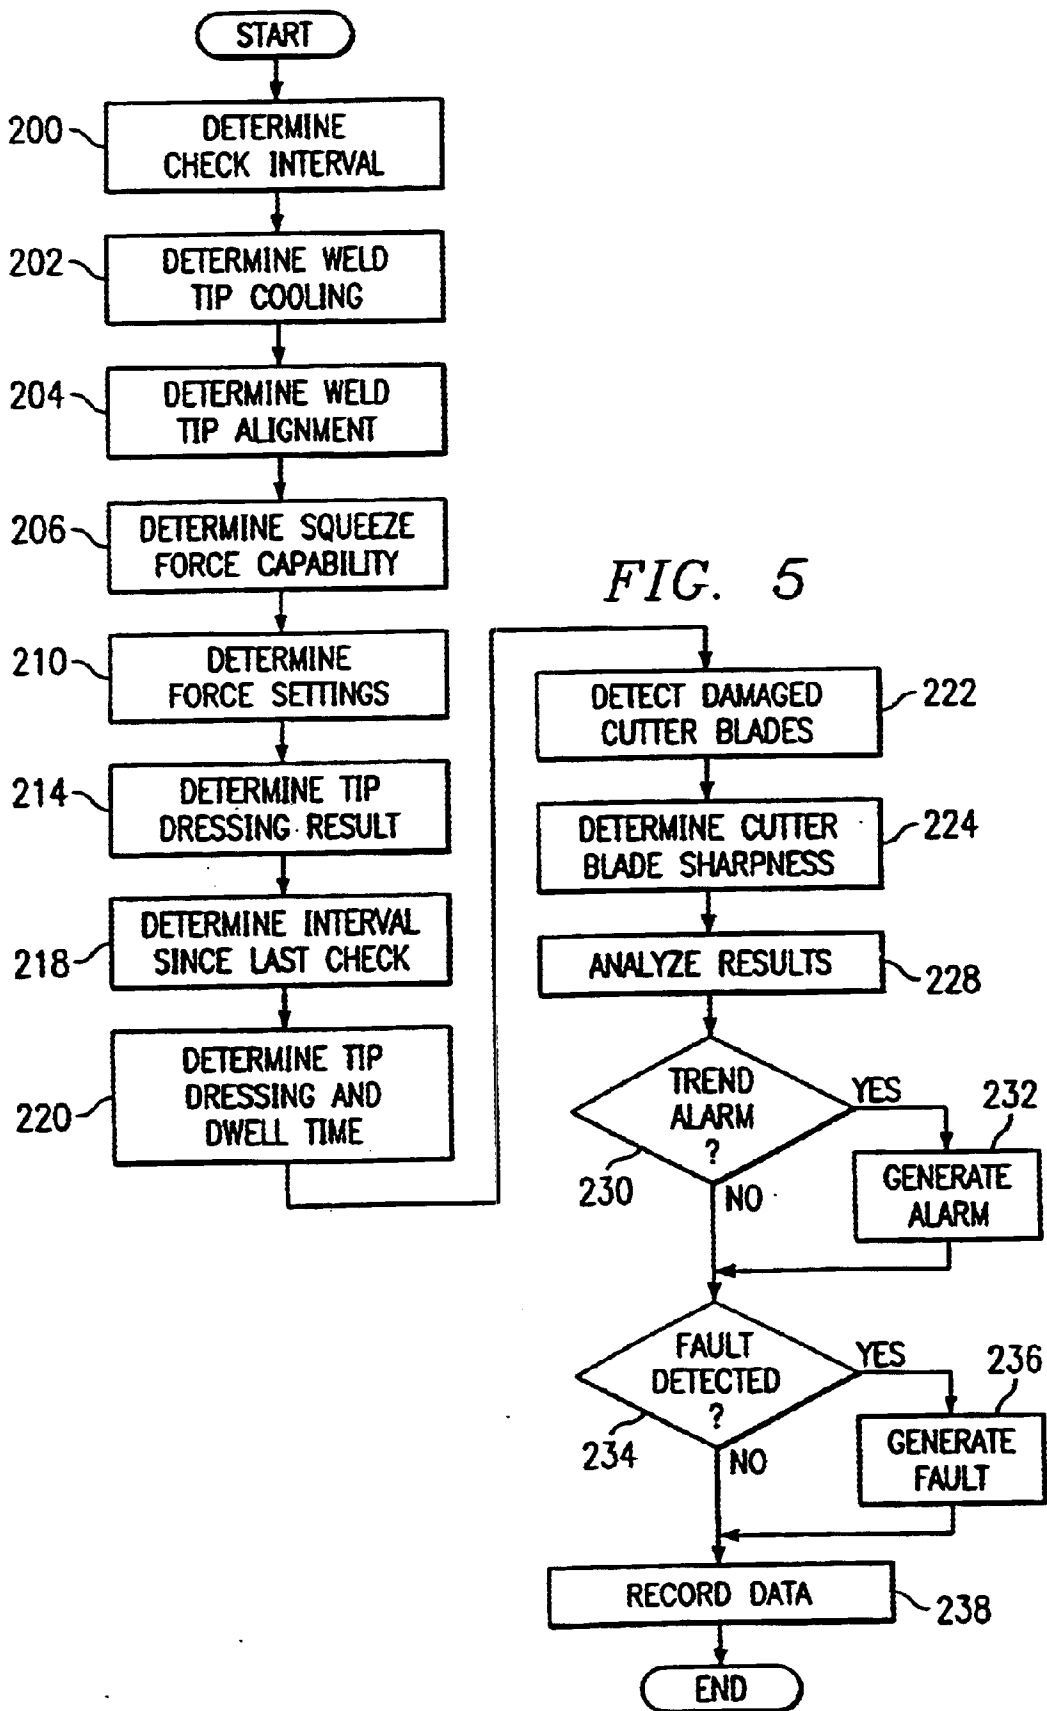 START
200
DETERMINE
CHECK INTERVAL
202
DETERMINE WELD
TIP COOLING
204
DETERMINE WELD
TIP ALIGNMENT
206
DETERMINE SQUEEZE
FORCE CAPABILITY
210
DETERMINE
FORCE SETTINGS
214
DETERMINE TIP
DRESSING RESULT
218
DETERMINE INTERVAL
SINCE LAST CHECK
220
DETERMINE TIP
DRESSING AND
DWELL TIME
FIG. 5
DETECT DAMAGED
CUTTER BLADES
222
DETERMINE CUTTER
BLADE SHARPNESS
224
ANALYZE RESULTS
228
TREND
ALARM
?
230
YES
NO
232
GENERATE
ALARM
FAULT
DETECTED
?
234
YES
NO
236
GENERATE
FAULT
RECORD DATA
238
END